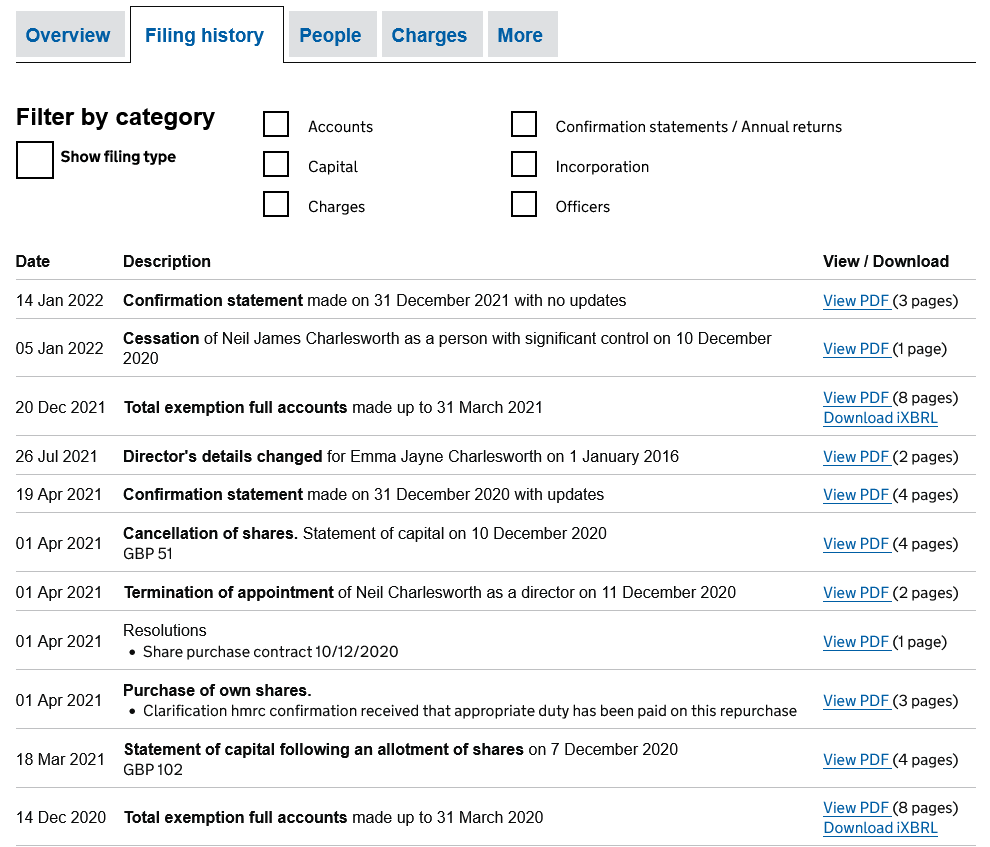 Overview
Filing history
People
Charges
More
Filter by category
Show filing type
Accounts
Confirmation statements / Annual returns
Capital
Incorporation
Charges
Officers
Date Description View / Download
14 Jan 2022 Confirmation statement made on 31 December 2021 with no updates View PDF (3 pages)
05 Jan 2022 Cessation of Neil James Charlesworth as a person with significant control on 10 December
2020 View PDF (1 page)
20 Dec 2021 Total exemption full accounts made up to 31 March 2021 View PDF (8 pages)
Download iXBRL
26 Jul 2021 Director's details changed for Emma Jayne Charlesworth on 1 January 2016 View PDF (2 pages)
19 Apr 2021 Confirmation statement made on 31 December 2020 with updates View PDF (4 pages)
01 Apr 2021 Cancellation of shares. Statement of capital on 10 December 2020
GBP 51 View PDF (4 pages)
01 Apr 2021 Termination of appointment of Neil Charlesworth as a director on 11 December 2020 View PDF (2 pages)
01 Apr 2021 Resolutions
• Share purchase contract 10/12/2020 View PDF (1 page)
01 Apr 2021 Purchase of own shares.
• Clarification hmrc confirmation received that appropriate duty has been paid on this repurchase View PDF (3 pages)
18 Mar 2021 Statement of capital following an allotment of shares on 7 December 2020
GBP 102 View PDF (4 pages)
14 Dec 2020 Total exemption full accounts made up to 31 March 2020 View PDF (8 pages)
Download iXBRL